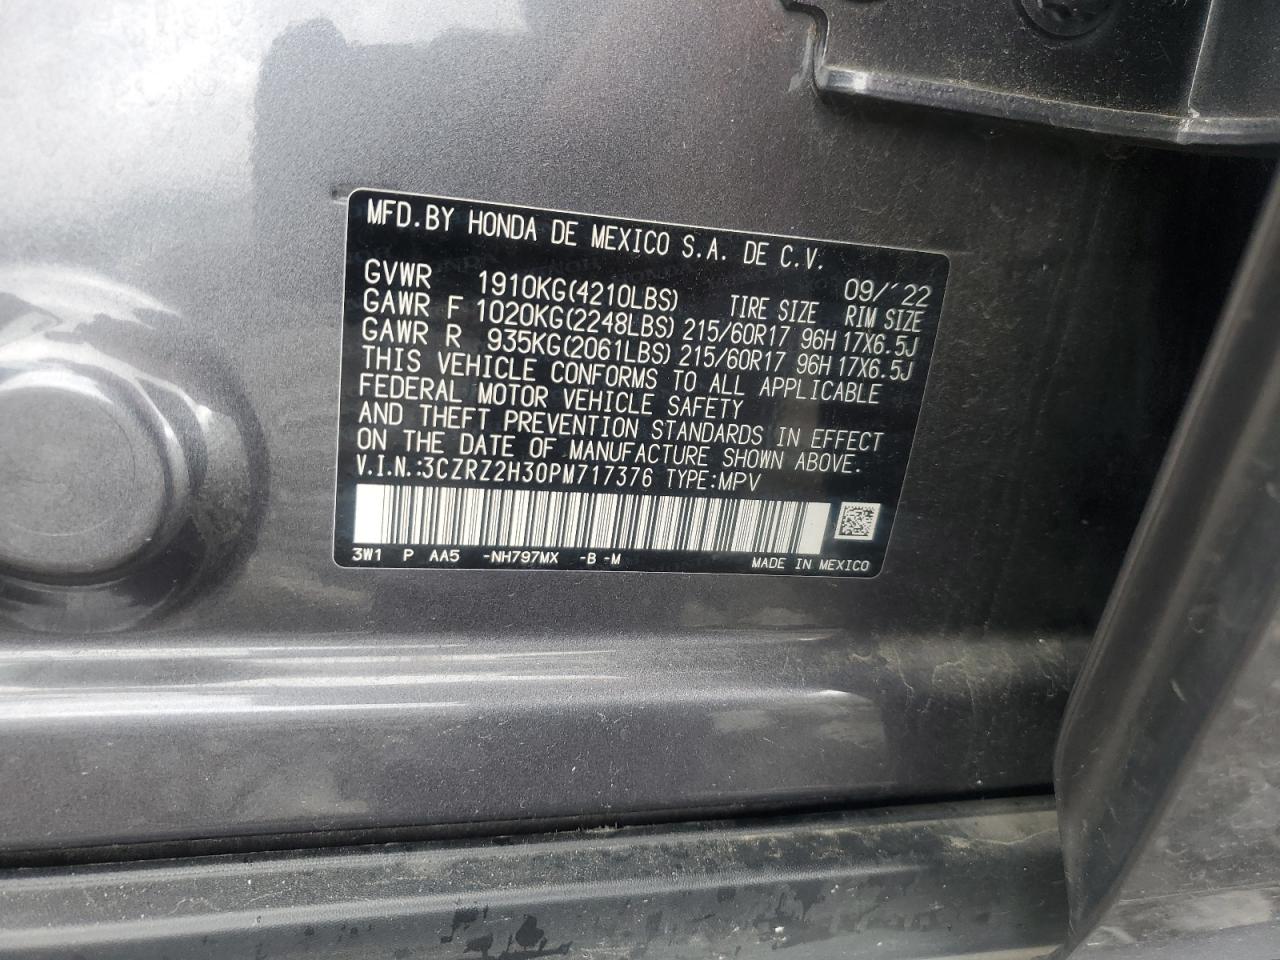 MFD.BY HONDA DE MEXICO S.A. DE C.V.
09/´22
GVWR 1910KG(4210LBS) TIRE SIZE RIM SIZE
GAWR F 1020KG(2248LBS) 215/60R17 96H 17X6.5J
GAWR R 935KG(2061LBS) 215/60R17 96H 17X6.5J
THIS VEHICLE CONFORMS TO ALL APPLICABLE
FEDERAL MOTOR VEHICLE SAFETY
AND THEFT PREVENTION STANDARDS IN EFFECT
ON THE DATE OF MANUFACTURE SHOWN ABOVE.
V.I.N.:3CZRZ2H30PM717376 TYPE:MPV
3W1 P AA5 -NH797MX -B -M MADE IN MEXICO